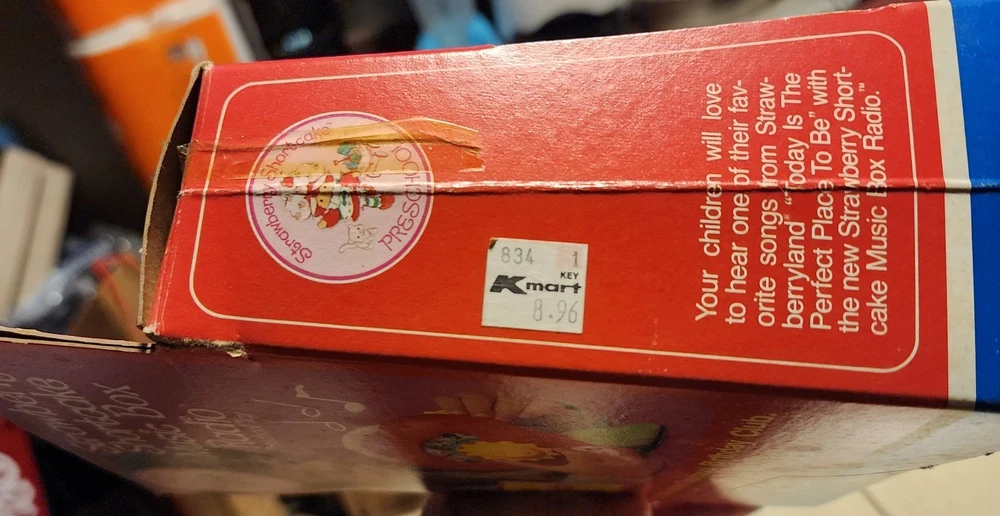 Strawberry Shortcake™
PRESCHOOL
834 1
KEY
Kmart
8.96
Your children will love
to hear one of their fav-
orite songs from Straw-
berryland “Today Is The
Perfect Place To Be” with
the new Strawberry Short-
cake Music Box Radio.™